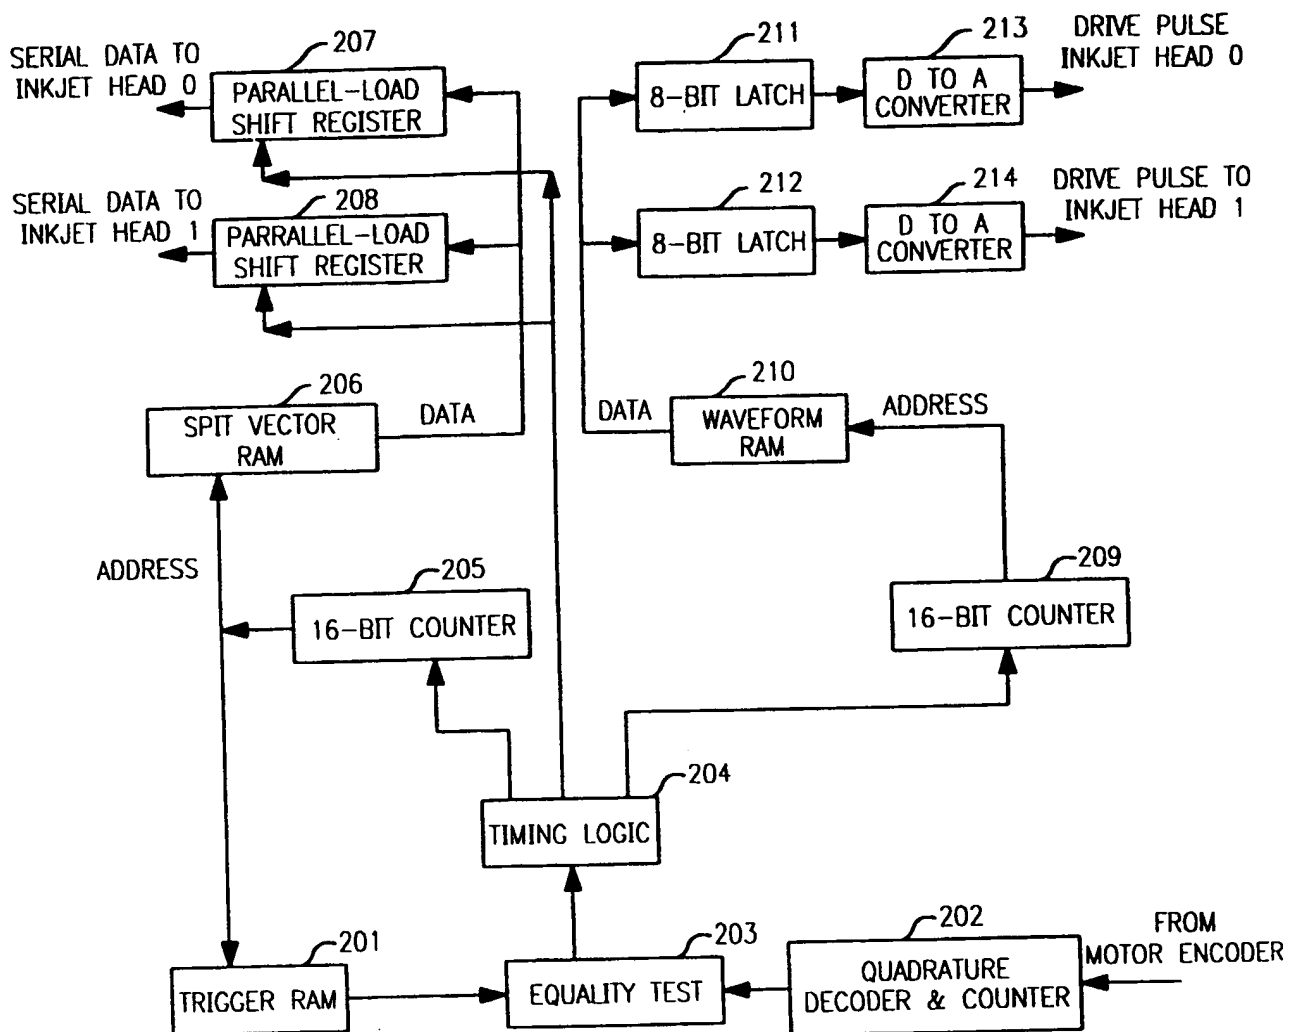 SERIAL DATA TO
INKJET HEAD 0
207
PARALLEL-LOAD
SHIFT REGISTER
211
8-BIT LATCH
213
D TO A
CONVERTER
DRIVE PULSE
INKJET HEAD 0
SERIAL DATA TO
INKJET HEAD 1
208
PARRALLEL-LOAD
SHIFT REGISTER
212
8-BIT LATCH
214
D TO A
CONVERTER
DRIVE PULSE TO
INKJET HEAD 1
206
SPIT VECTOR
RAM
DATA
DATA
210
WAVEFORM
RAM
ADDRESS
ADDRESS
205
16-BIT COUNTER
209
16-BIT COUNTER
204
TIMING LOGIC
201
TRIGGER RAM
203
EQUALITY TEST
202
QUADRATURE
DECODER & COUNTER
FROM
MOTOR ENCODER